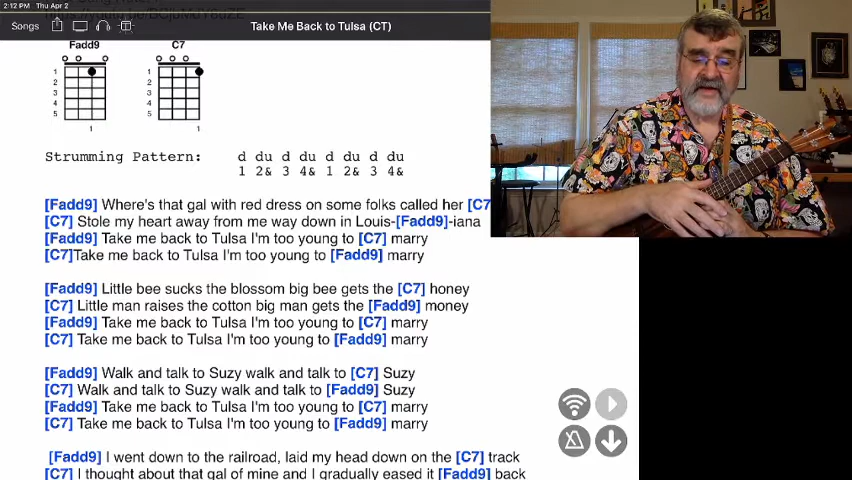 2:12 PM Thu Apr 2
Songs
Take Me Back to Tulsa (CT)
Fadd9 C7
1 1
2 2
3 3
4 4
5 5
1 1
Strumming Pattern: d du d du d du d du
1 2& 3 4& 1 2& 3 4&
[Fadd9] Where's that gal with red dress on some folks called her [C7
[C7] Stole my heart away from me way down in Louis-[Fadd9]-iana
[Fadd9] Take me back to Tulsa I'm too young to [C7] marry
[C7]Take me back to Tulsa I'm too young to [Fadd9] marry
[Fadd9] Little bee sucks the blossom big bee gets the [C7] honey
[C7] Little man raises the cotton big man gets the [Fadd9] money
[Fadd9] Take me back to Tulsa I'm too young to [C7] marry
[C7] Take me back to Tulsa I'm too young to [Fadd9] marry
[Fadd9] Walk and talk to Suzy walk and talk to [C7] Suzy
[C7] Walk and talk to Suzy walk and talk to [Fadd9] Suzy
[Fadd9] Take me back to Tulsa I'm too young to [C7] marry
[C7] Take me back to Tulsa I'm too young to [Fadd9] marry
[Fadd9] I went down to the railroad, laid my head down on the [C7] track
[C7] I thought about that gal of mine and I gradually eased it [Fadd9] back